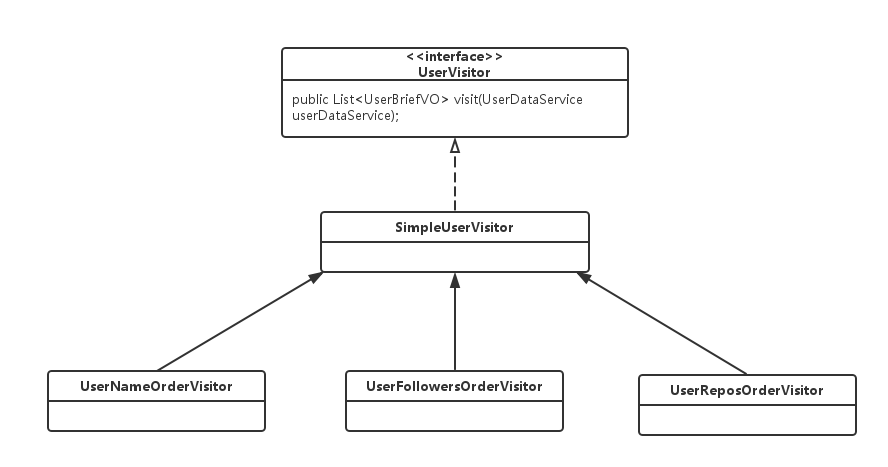 <<interface>>
UserVisitor
public List<UserBriefVO> visit(UserDataService
userDataService);
SimpleUserVisitor
UserNameOrderVisitor
UserFollowersOrderVisitor
UserReposOrderVisitor